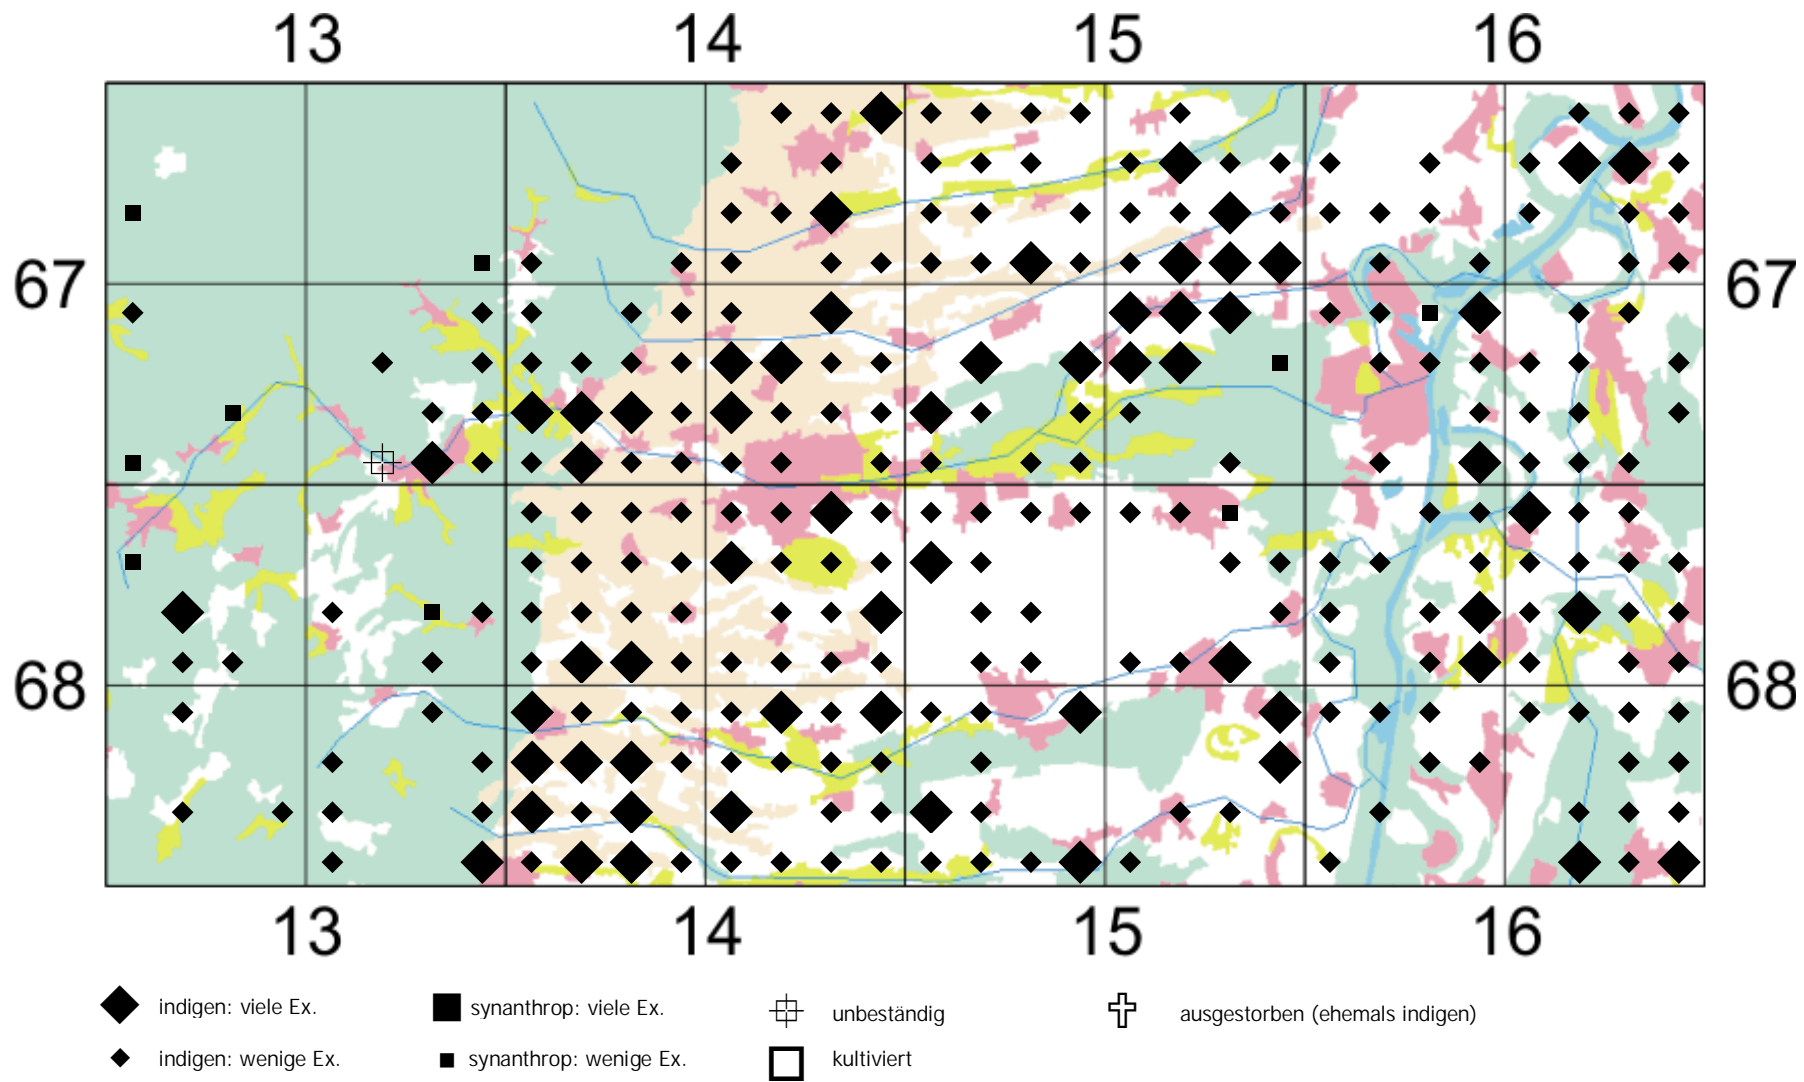 13 14 15 16
67 67
68 68
13 14 15 16
indigen: viele Ex. synanthrop: viele Ex. unbeständig ausgestorben (ehemals indigen)
indigen: wenige Ex. synanthrop: wenige Ex. kultiviert